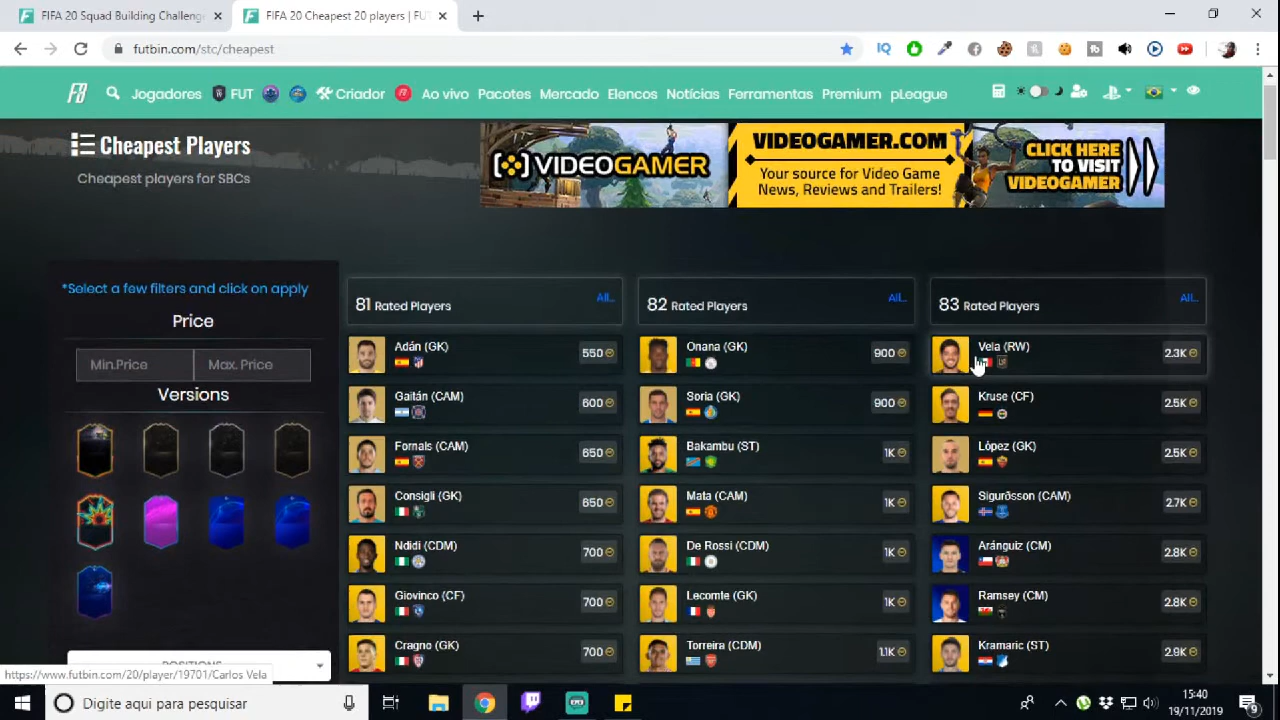 FIFA 20 Squad Building Challeng
FIFA 20 Cheapest 20 players | FUT
futbin.com/stc/cheapest
F8 Jogadores FUT Criador Ao vivo Pacotes Mercado Elencos Notícias Ferramentas Premium pLeague
Cheapest Players
Cheapest players for SBCs
VIDEOGAMER
VIDEOGAMER.COM
Your source for Video Game
News, Reviews and Trailers!
CLICK HERE
TO VISIT
VIDEOGAMER
*Select a few filters and click on apply
Price
Min.Price
Max. Price
Versions
POSITIONS
81 Rated Players
All..
Adán (GK)
550
Gaitán (CAM)
600
Fornals (CAM)
650
Consigli (GK)
650
Ndidi (CDM)
700
Giovinco (CF)
700
Cragno (GK)
700
82 Rated Players
All..
Onana (GK)
900
Soria (GK)
900
Bakambu (ST)
1K
Mata (CAM)
1K
De Rossi (CDM)
1K
Lecomte (GK)
1K
Torreira (CDM)
1.1K
83 Rated Players
All..
Vela (RW)
2.3K
Kruse (CF)
2.5K
López (GK)
2.5K
Sigurðsson (CAM)
2.7K
Aránguiz (CM)
2.8K
Ramsey (CM)
2.8K
Kramaric (ST)
2.9K
https://www.futbin.com/20/player/19701/Carlos Vela
Digite aqui para pesquisar
15:40
19/11/2019